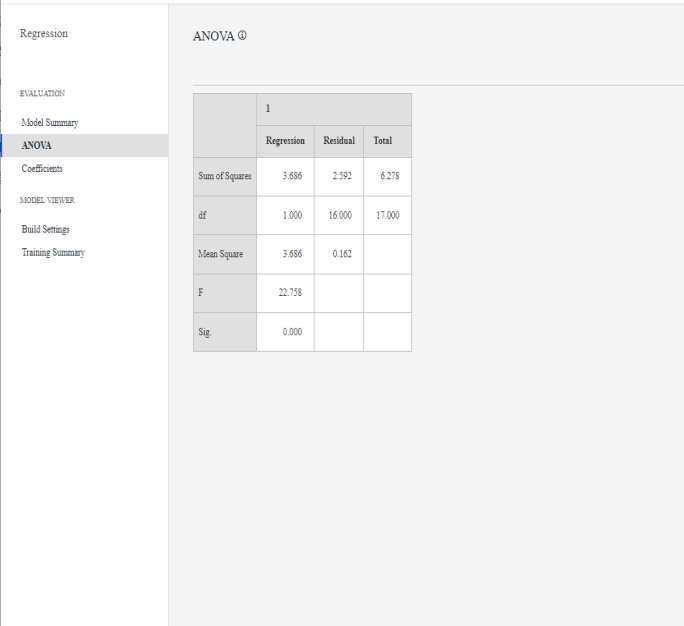 Regression
EVALUATION
Model Summary
ANOVA
Coefficients
MODEL VIEWER
Build Settings
Training Summary
ANOVA
1
Regression Residual Total
Sum of Squares 3.686 2.592 6.278
df 1.000 16.000 17.000
Mean Square 3.686 0.162
F 22.758
Sig. 0.000